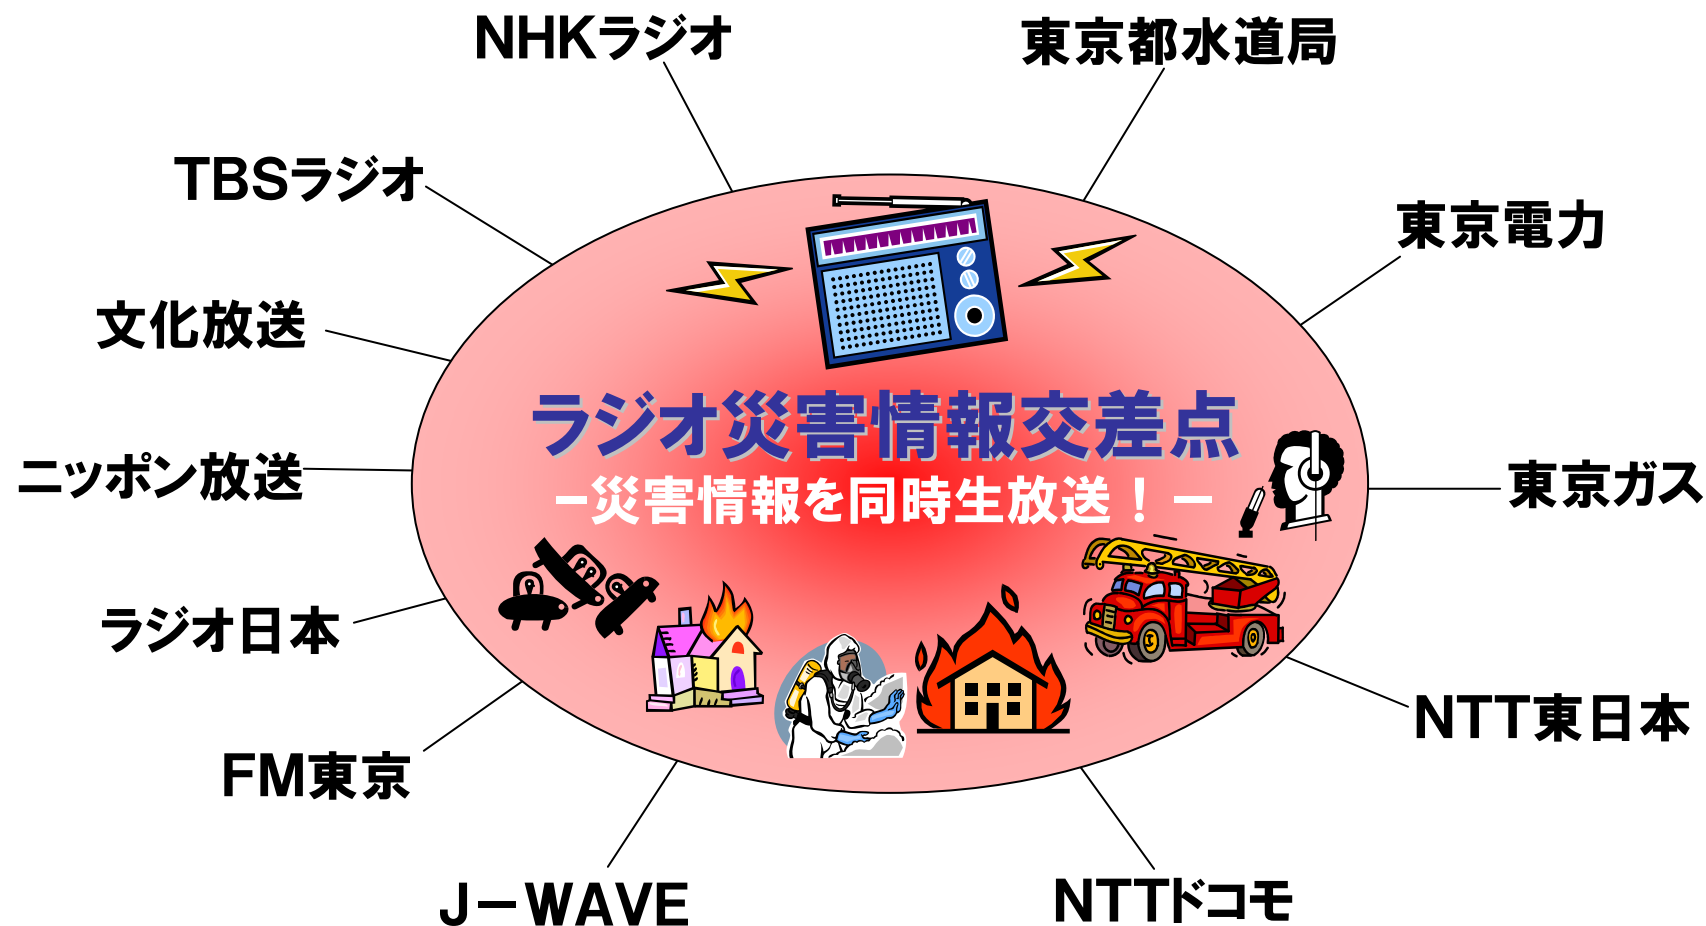 NHKラジオ
東京都水道局
TBSラジオ
東京電力
文化放送
ラジオ災害情報交差点
ニッポン放送
東京ガス
－災害情報を同時生放送！－
ラジオ日本
NTT東日本
FM東京
J－WAVE
NTTドコモ